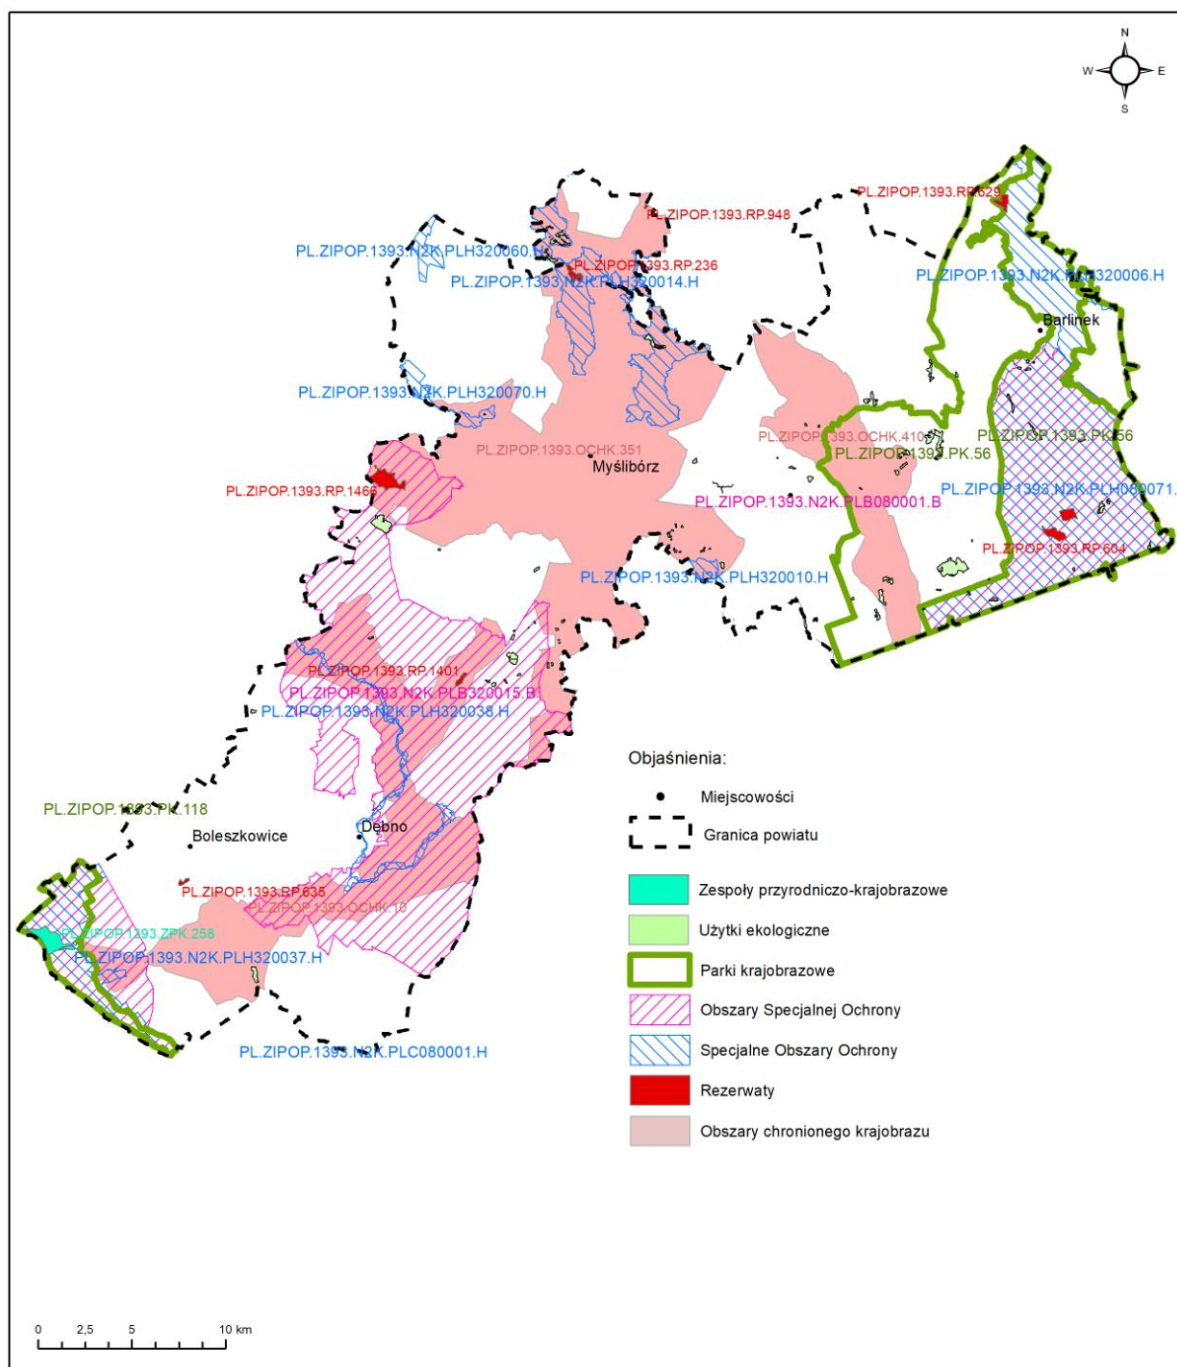 N
W E
S
PL.ZIPOP.1393.RP.629
PL.ZIPOP.1393.RP.948
PL.ZIPOP.1393.N2K.PLH320060.H
PL.ZIPOP.1393.RP.236
PL.ZIPOP.1393.N2K.PLH320014.H
PL.ZIPOP.1393.N2K.PLH320006.H
Barlinek
PL.ZIPOP.1393.N2K.PLH320070.H
PL.ZIPOP.1393.OCHK.351
PL.ZIPOP.1393.OCHK.410
PL.ZIPOP.1393.PK.56
PL.ZIPOP.1393.PK.56
Myślibórz
PL.ZIPOP.1393.RP.1466
PL.ZIPOP.1393.N2K.PLB080001.B
PL.ZIPOP.1393.N2K.PLH080071.
PL.ZIPOP.1393.RP.604
PL.ZIPOP.1393.N2K.PLH320010.H
PL.ZIPOP.1393.RP.1401
PL.ZIPOP.1393.N2K.PLB320015.B
PL.ZIPOP.1393.N2K.PLH320038.H
PL.ZIPOP.1393.PK.118
Boleszkowice
Dębno
PL.ZIPOP.1393.RP.635
PL.ZIPOP.1393.OCHK.10
PL.ZIPOP.1393.ZPK.258
PL.ZIPOP.1393.N2K.PLH320037.H
PL.ZIPOP.1393.N2K.PLC080001.H
Objaśnienia:
Miejscowości
Granica powiatu
Zespoły przyrodniczo-krajobrazowe
Użytki ekologiczne
Parki krajobrazowe
Obszary Specjalnej Ochrony
Specjalne Obszary Ochrony
Rezerwaty
Obszary chronionego krajobrazu
0 2,5 5 10 km